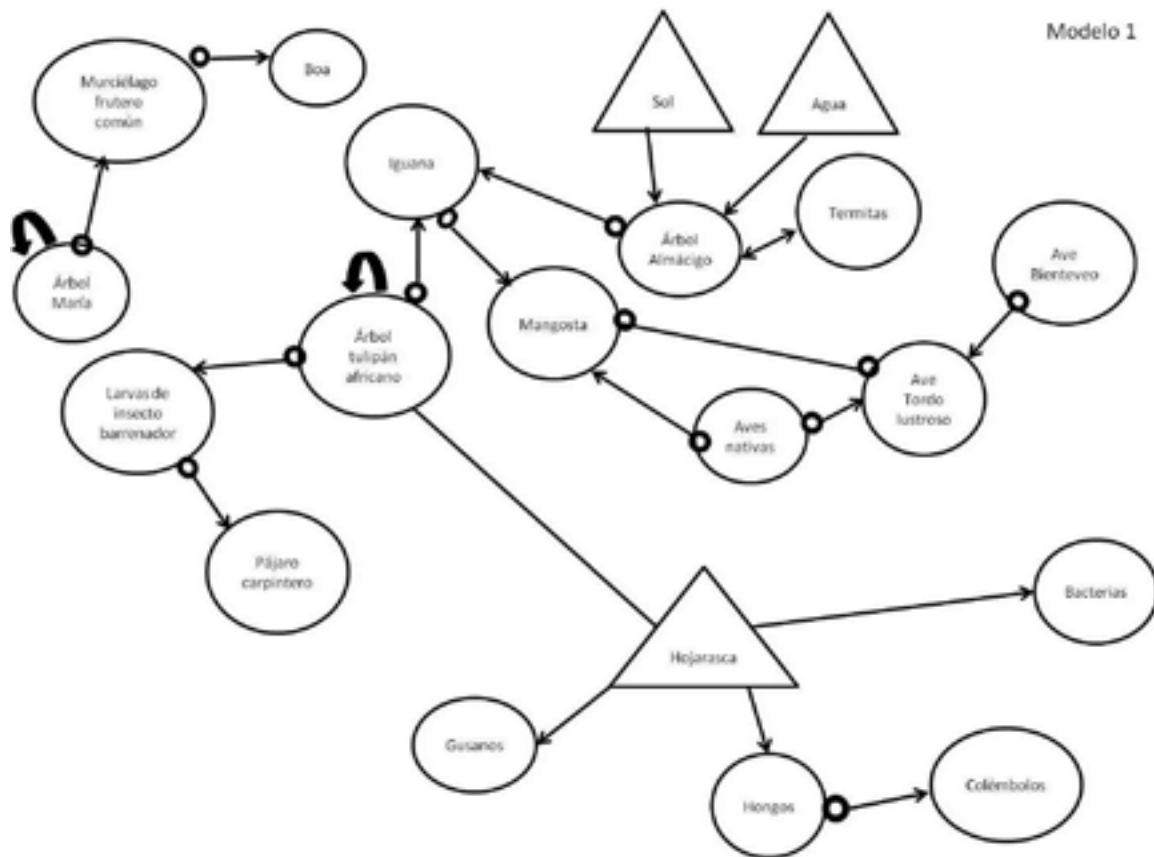 Modelo 1
Murciélago
frutero
común
Boa
Sol
Agua
Iguana
Termitas
Árbol
Almácigo
Ave
Bienteveo
Árbol
María
Mangosta
Árbol
tulipán
africano
Ave
Tordo
lustroso
Larvas de
insecto
barrenador
Aves
nativas
Pájaro
carpintero
Bacterias
Hojarasca
Gusanos
Colémbolos
Hongos